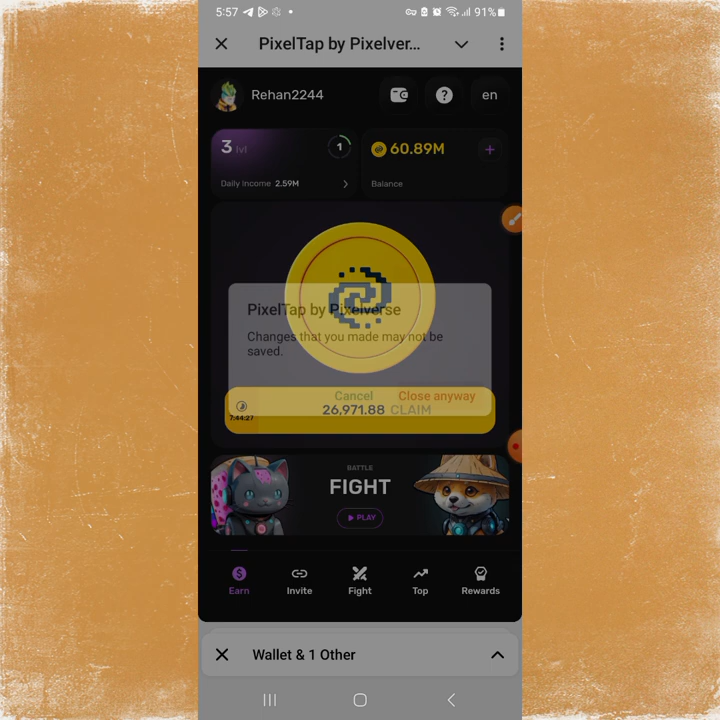 5:57
91%
PixelTap by Pixelver...
Rehan2244
?
en
3 lvl
1
60.89M
+
Daily income 2.59M
Balance
PixelTap by Pixelverse
Changes that you made may not be
saved.
Cancel
Close anyway
26,971.88 CLAIM
7:44:27
BATTLE
FIGHT
PLAY
Earn
Invite
Fight
Top
Rewards
Wallet & 1 Other